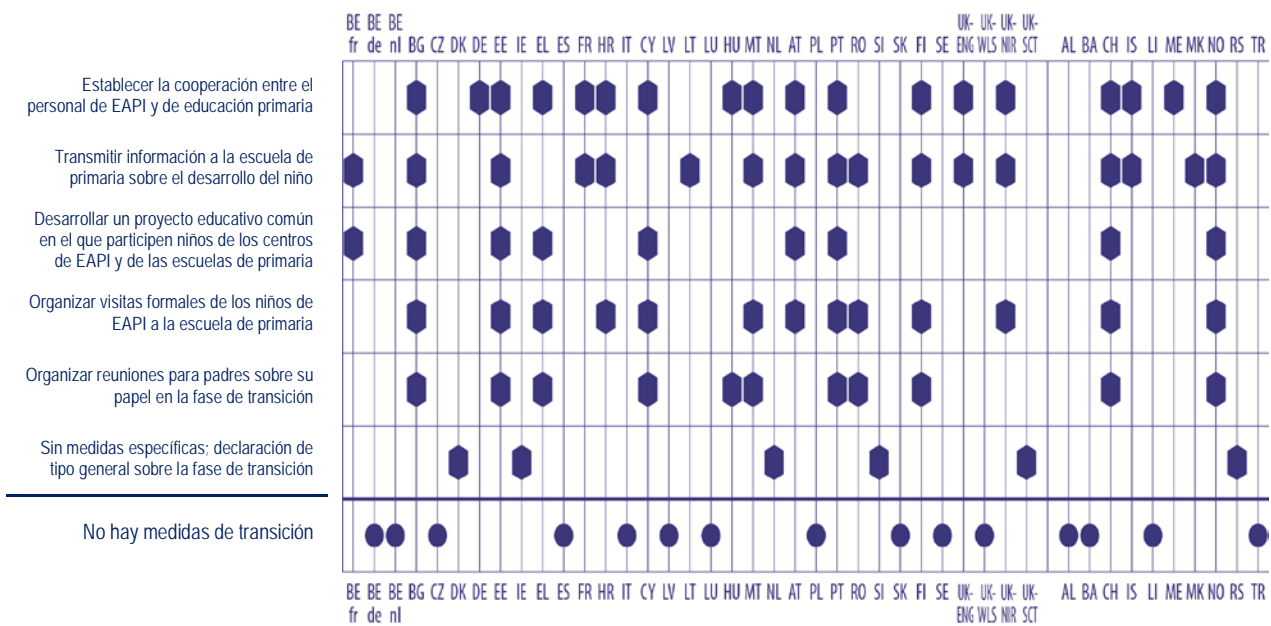 BE BE BE UK- UK- UK- UK-
fr de nl BG CZ DK DE EE IE EL ES FR HR IT CY LV LT LU HU MT NL AT PL PT RO SI SK FI SE ENG WLS NIR SCT AL BA CH IS LI ME MK NO RS TR
Establecer la cooperación entre el
personal de EAPI y de educación primaria
Transmitir información a la escuela de
primaria sobre el desarrollo del niño
Desarrollar un proyecto educativo común
en el que participen niños de los centros
de EAPI y de las escuelas de primaria
Organizar visitas formales de los niños de
EAPI a la escuela de primaria
Organizar reuniones para padres sobre su
papel en la fase de transición
Sin medidas específicas; declaración de
tipo general sobre la fase de transición
No hay medidas de transición
BE BE BE BG CZ DK DE EE IE EL ES FR HR IT CY LV LT LU HU MT NL AT PL PT RO SI SK FI SE UK- UK- UK- UK- AL BA CH IS LI ME MK NO RS TR
fr de nl ENG WLS NIR SCT